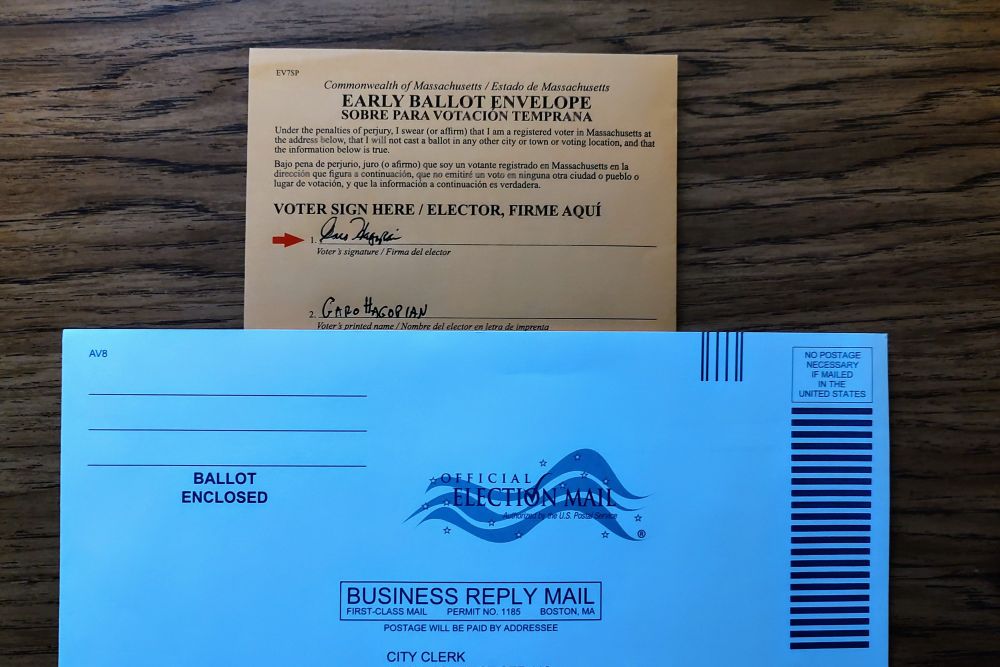 EV7SP
Commonwealth of Massachusetts / Estado de Massachusetts
EARLY BALLOT ENVELOPE
SOBRE PARA VOTACIÓN TEMPRANA
Under the penalties of perjury, I swear (or affirm) that I am a registered voter in Massachusetts at
the address below, that I will not cast a ballot in any other city or town or voting location, and that
the information below is true.
Bajo pena de perjurio, juro (o afirmo) que soy un votante registrado en Massachusetts en la
dirección que figura a continuación, que no emitiré un voto en ninguna otra ciudad o pueblo o
lugar de votación, y que la información a continuación es verdadera.
VOTER SIGN HERE / ELECTOR, FIRME AQUÍ
1. Garo Hagopian
Voter's signature / Firma del elector
2. GARO HAGOPIAN
Voter's printed name / Nombre del elector en letra de imprenta
AV8
BALLOT
ENCLOSED
NO POSTAGE
NECESSARY
IF MAILED
IN THE
UNITED STATES
OFFICIAL
ELECTION MAIL
Authorized by the U.S. Postal Service
®
BUSINESS REPLY MAIL
FIRST-CLASS MAIL PERMIT NO. 1185 BOSTON, MA
POSTAGE WILL BE PAID BY ADDRESSEE
CITY CLERK